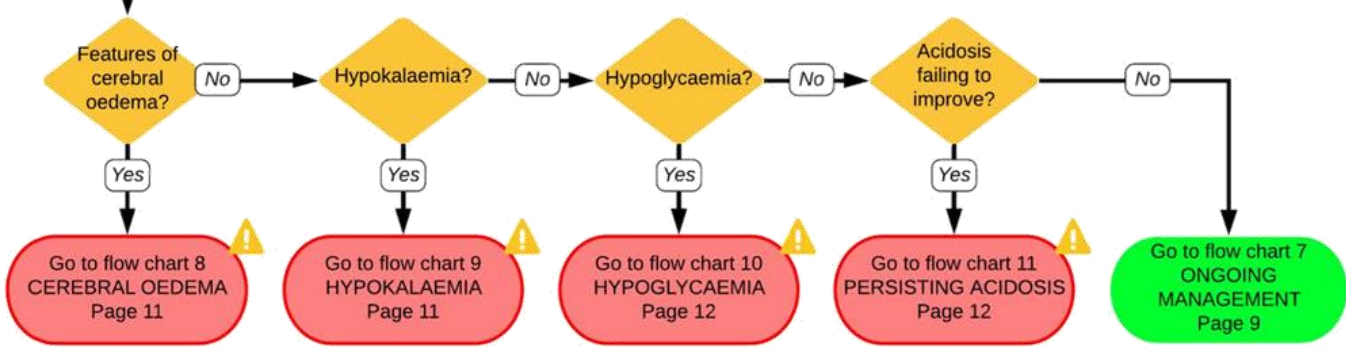 Features of
cerebral
oedema?
No
Hypokalaemia?
No
Hypoglycaemia?
No
Acidosis
failing to
improve?
No
Yes
Yes
Yes
Yes
Go to flow chart 8
CEREBRAL OEDEMA
Page 11
Go to flow chart 9
HYPOKALAEMIA
Page 11
Go to flow chart 10
HYPOGLYCAEMIA
Page 12
Go to flow chart 11
PERSISTING ACIDOSIS
Page 12
Go to flow chart 7
ONGOING
MANAGEMENT
Page 9